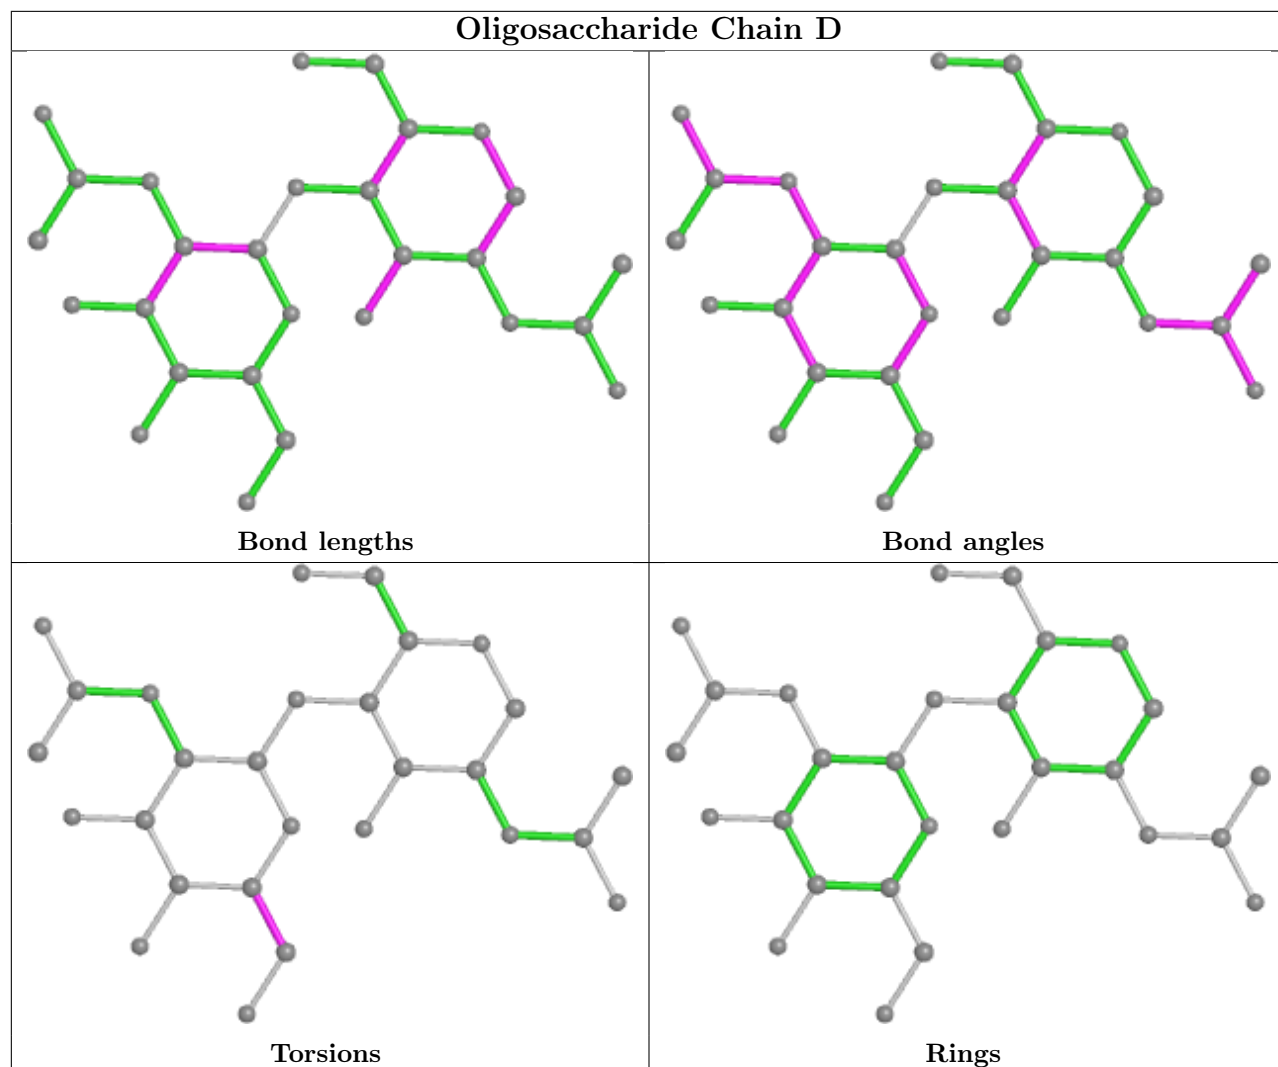 Oligosaccharide Chain D
Bond lengths
Bond angles
Torsions
Rings